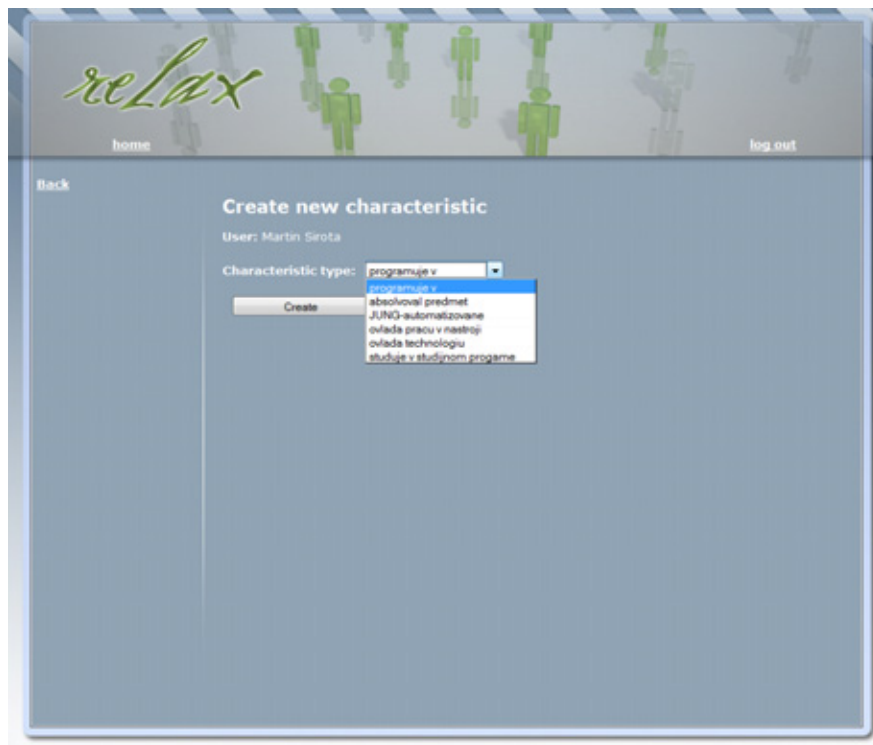 relax
home
log out
Back
Create new characteristic
User: Martin Sirota
Characteristic type: programuje v
programuje v
absolvoval predmet
JUNG-automatizovane
ovlada pracu v nastroji
ovlada technologiu
studuje v studijnom progame
Create